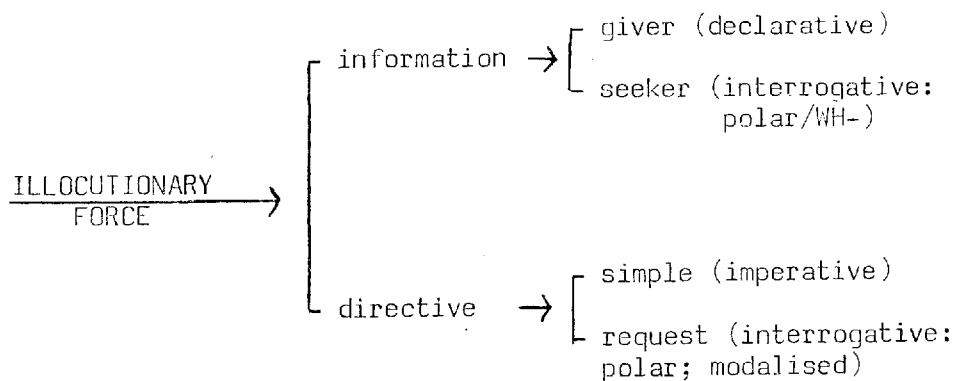 giver (declarative)
information →
seeker (interrogative:
polar/WH-)
ILLOCUTIONARY
FORCE
simple (imperative)
directive →
request (interrogative:
polar; modalised)